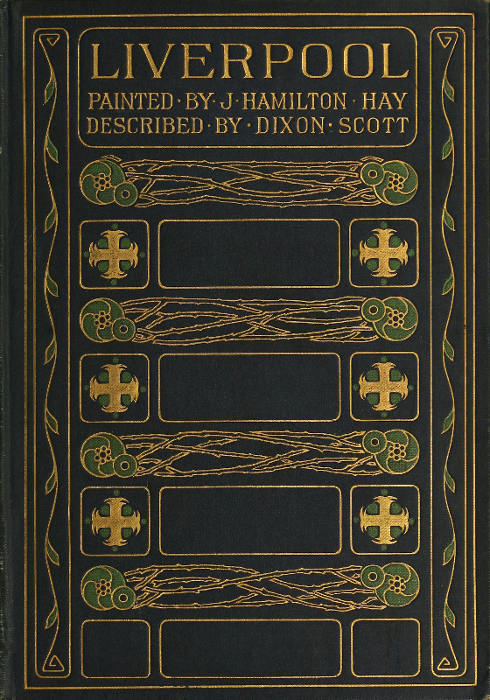 LIVERPOOL
PAINTED · BY · J · HAMILTON · HAY
DESCRIBED · BY · DIXON · SCOTT